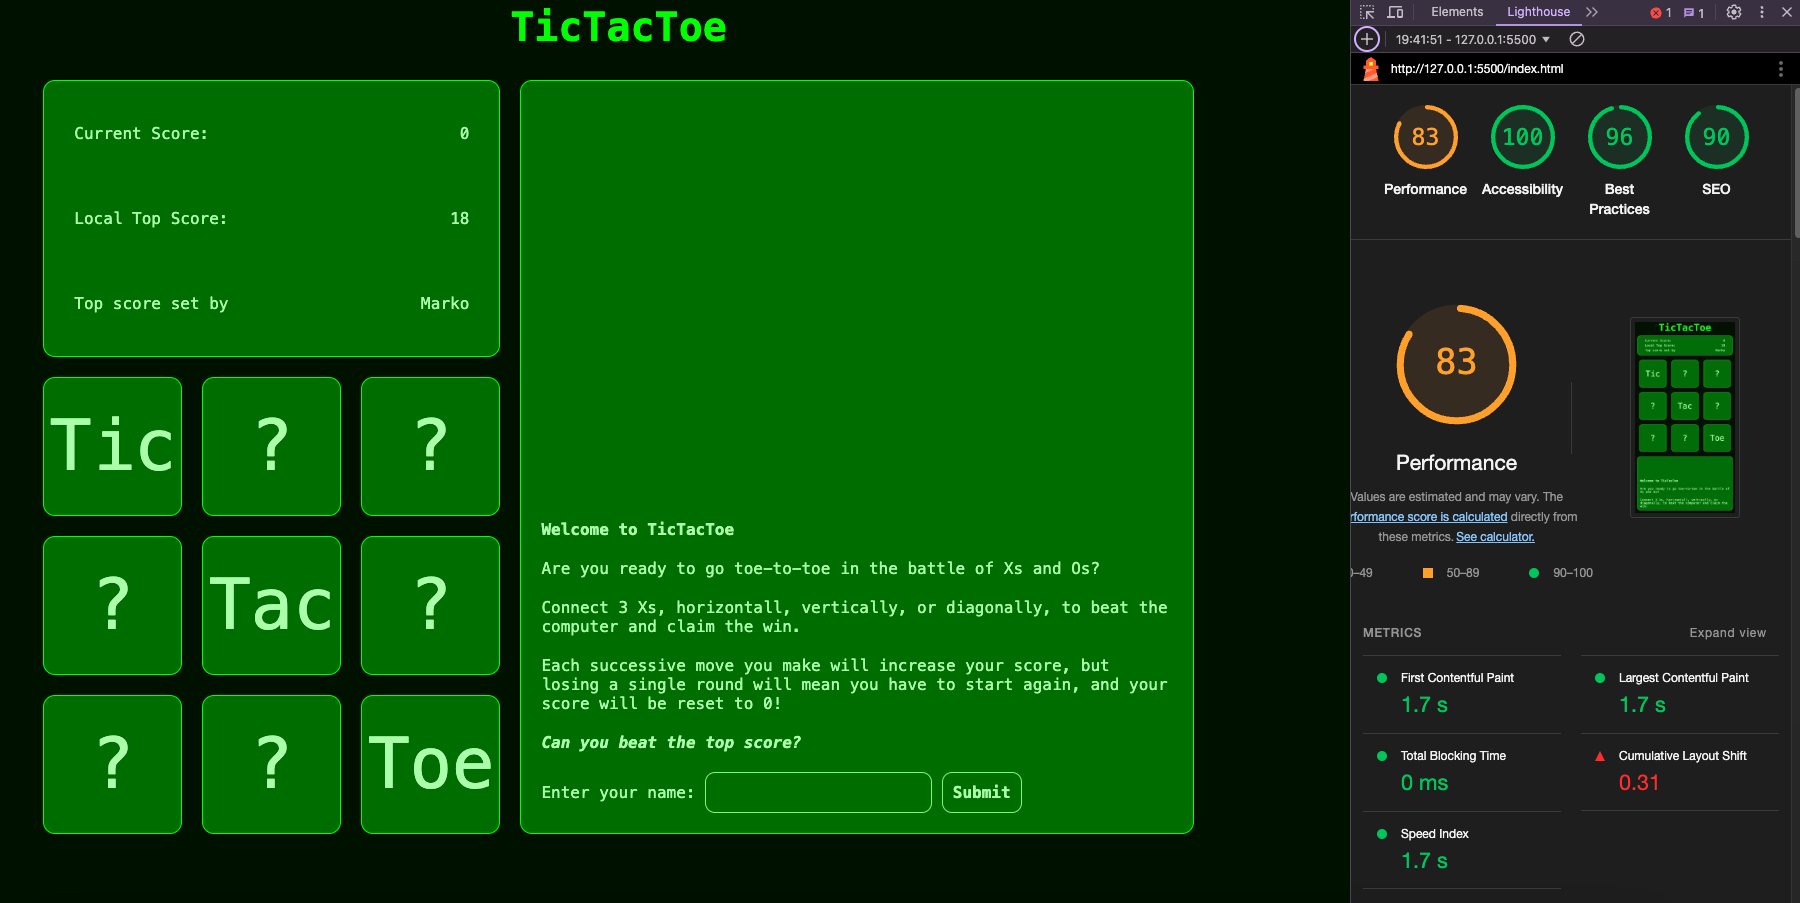 TicTacToe
Current Score: 0
Local Top Score: 18
Top score set by Marko
Tic ? ?
? Tac ?
? ? Toe
Welcome to TicTacToe
Are you ready to go toe-to-toe in the battle of Xs and Os?
Connect 3 Xs, horizontall, vertically, or diagonally, to beat the
computer and claim the win.
Each successive move you make will increase your score, but
losing a single round will mean you have to start again, and your
score will be reset to 0!
Can you beat the top score?
Enter your name: Submit
Elements Lighthouse 1 1
19:41:51 - 127.0.0.1:5500
http://127.0.0.1:5500/index.html
83 100 96 90
Performance Accessibility Best SEO
Practices
83
Performance
Values are estimated and may vary. The
rformance score is calculated directly from
these metrics. See calculator.
0–49 50–89 90–100
TicTacToe
Tic ? ?
? Tac ?
? ? Toe
METRICS Expand view
First Contentful Paint Largest Contentful Paint
1.7 s 1.7 s
Total Blocking Time Cumulative Layout Shift
0 ms 0.31
Speed Index
1.7 s